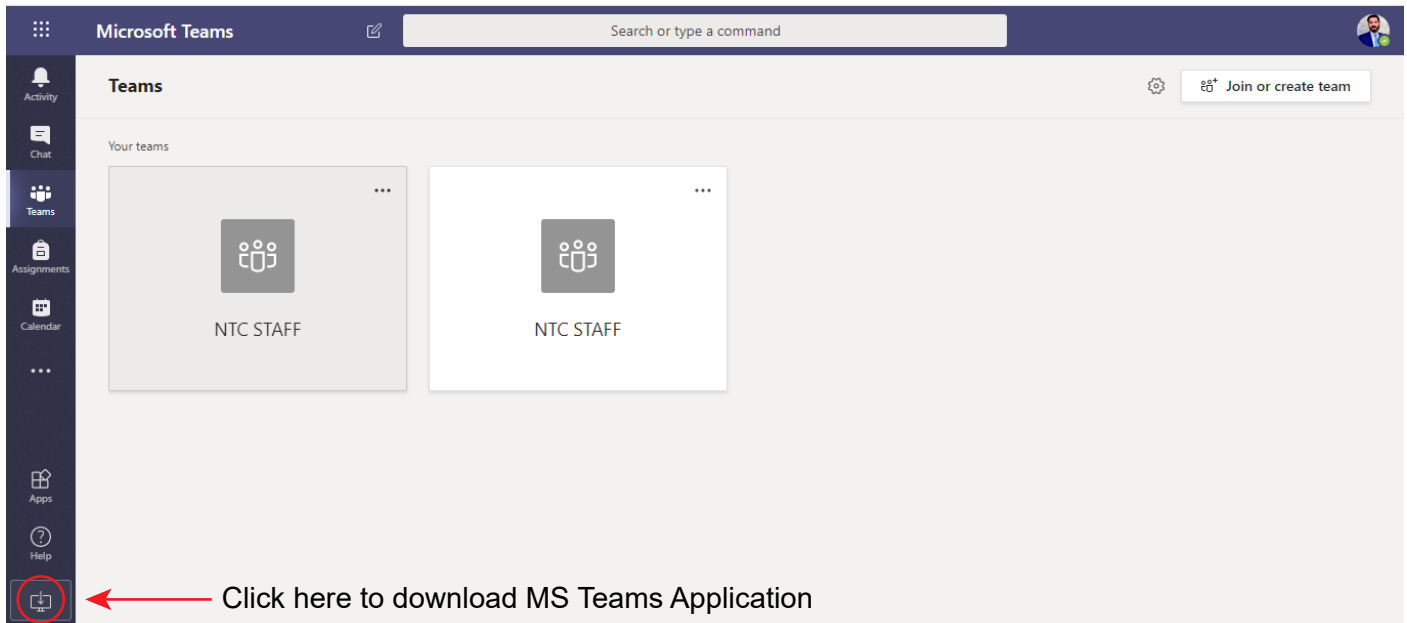 Microsoft Teams
Search or type a command
Activity
Chat
Teams
Assignments
Calendar
Apps
Help
Teams
Join or create team
Your teams
NTC STAFF
NTC STAFF
Click here to download MS Teams Application